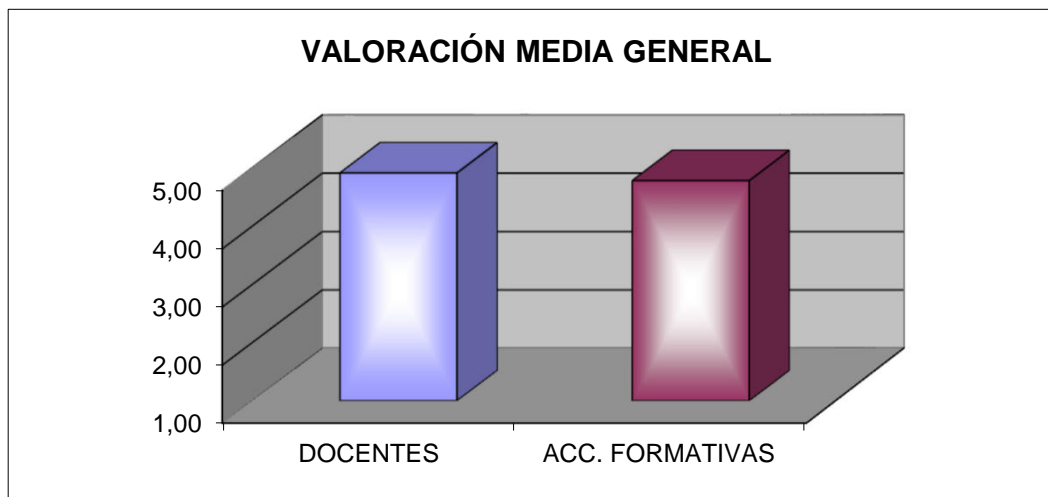 VALORACIÓN MEDIA GENERAL
5,00
4,00
3,00
2,00
1,00
DOCENTES
ACC. FORMATIVAS